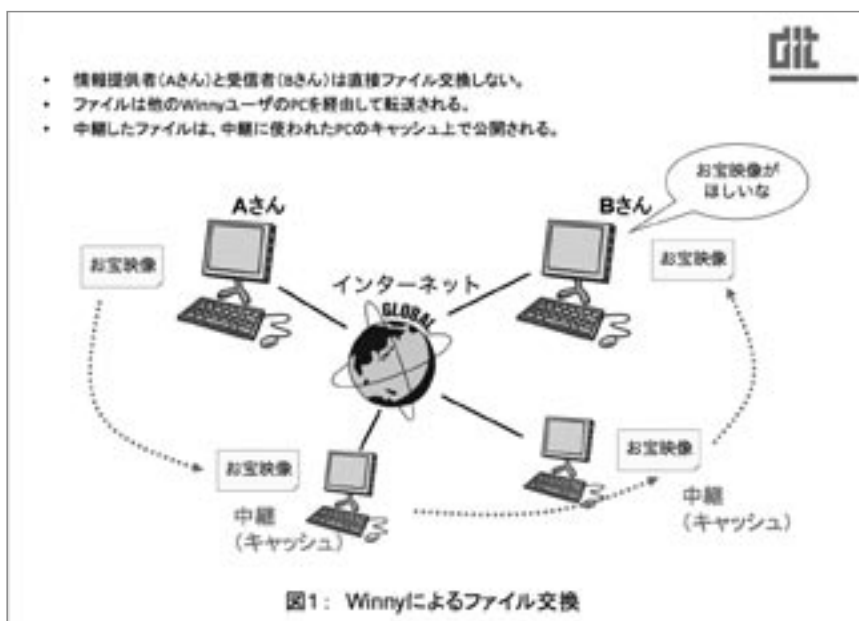 dit
• 情報提供者(Aさん)と受信者(Bさん)は直接ファイル交換しない。
• ファイルは他のWinnyユーザのPCを経由して転送される。
• 中継したファイルは、中継に使われたPCのキャッシュ上で公開される。
お宝映像が
ほしいな
Aさん
Bさん
お宝映像
お宝映像
インターネット
GLOBAL
お宝映像
お宝映像
中継
(キャッシュ)
中継
(キャッシュ)
図1: Winnyによるファイル交換